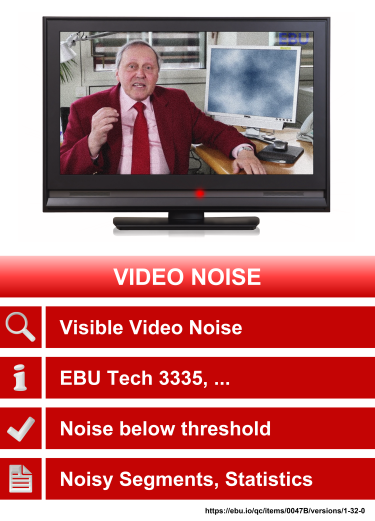 EBU
VIDEO NOISE
Visible Video Noise
EBU Tech 3335, ...
Noise below threshold
Noisy Segments, Statistics
https://ebu.io/qc/items/0047B/versions/1-32-0